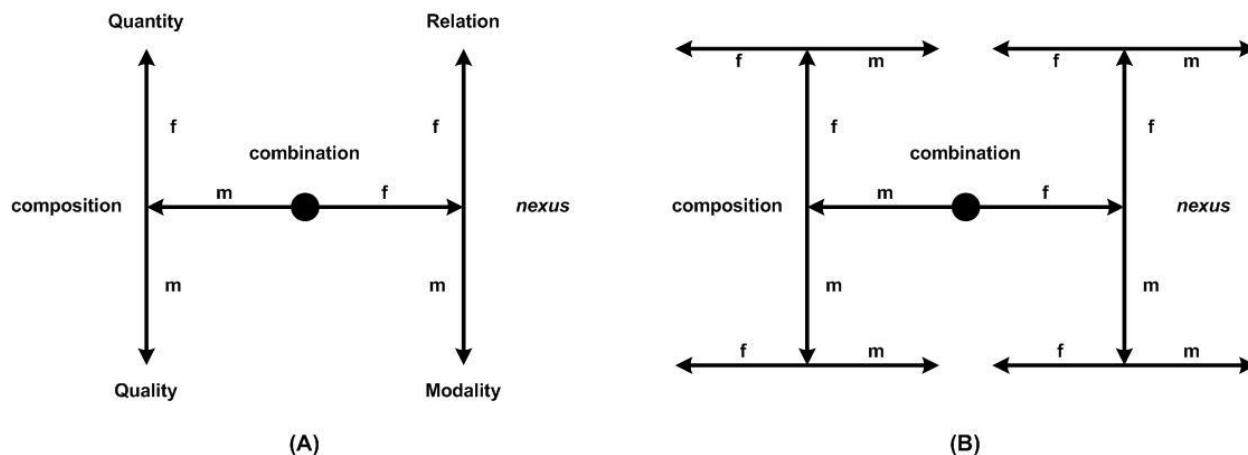 Quantity
Relation
f
f
combination
composition
m
f
nexus
m
m
Quality
Modality
(A)
f
m
f
m
f
f
combination
composition
m
f
nexus
m
m
f
m
f
m
(B)